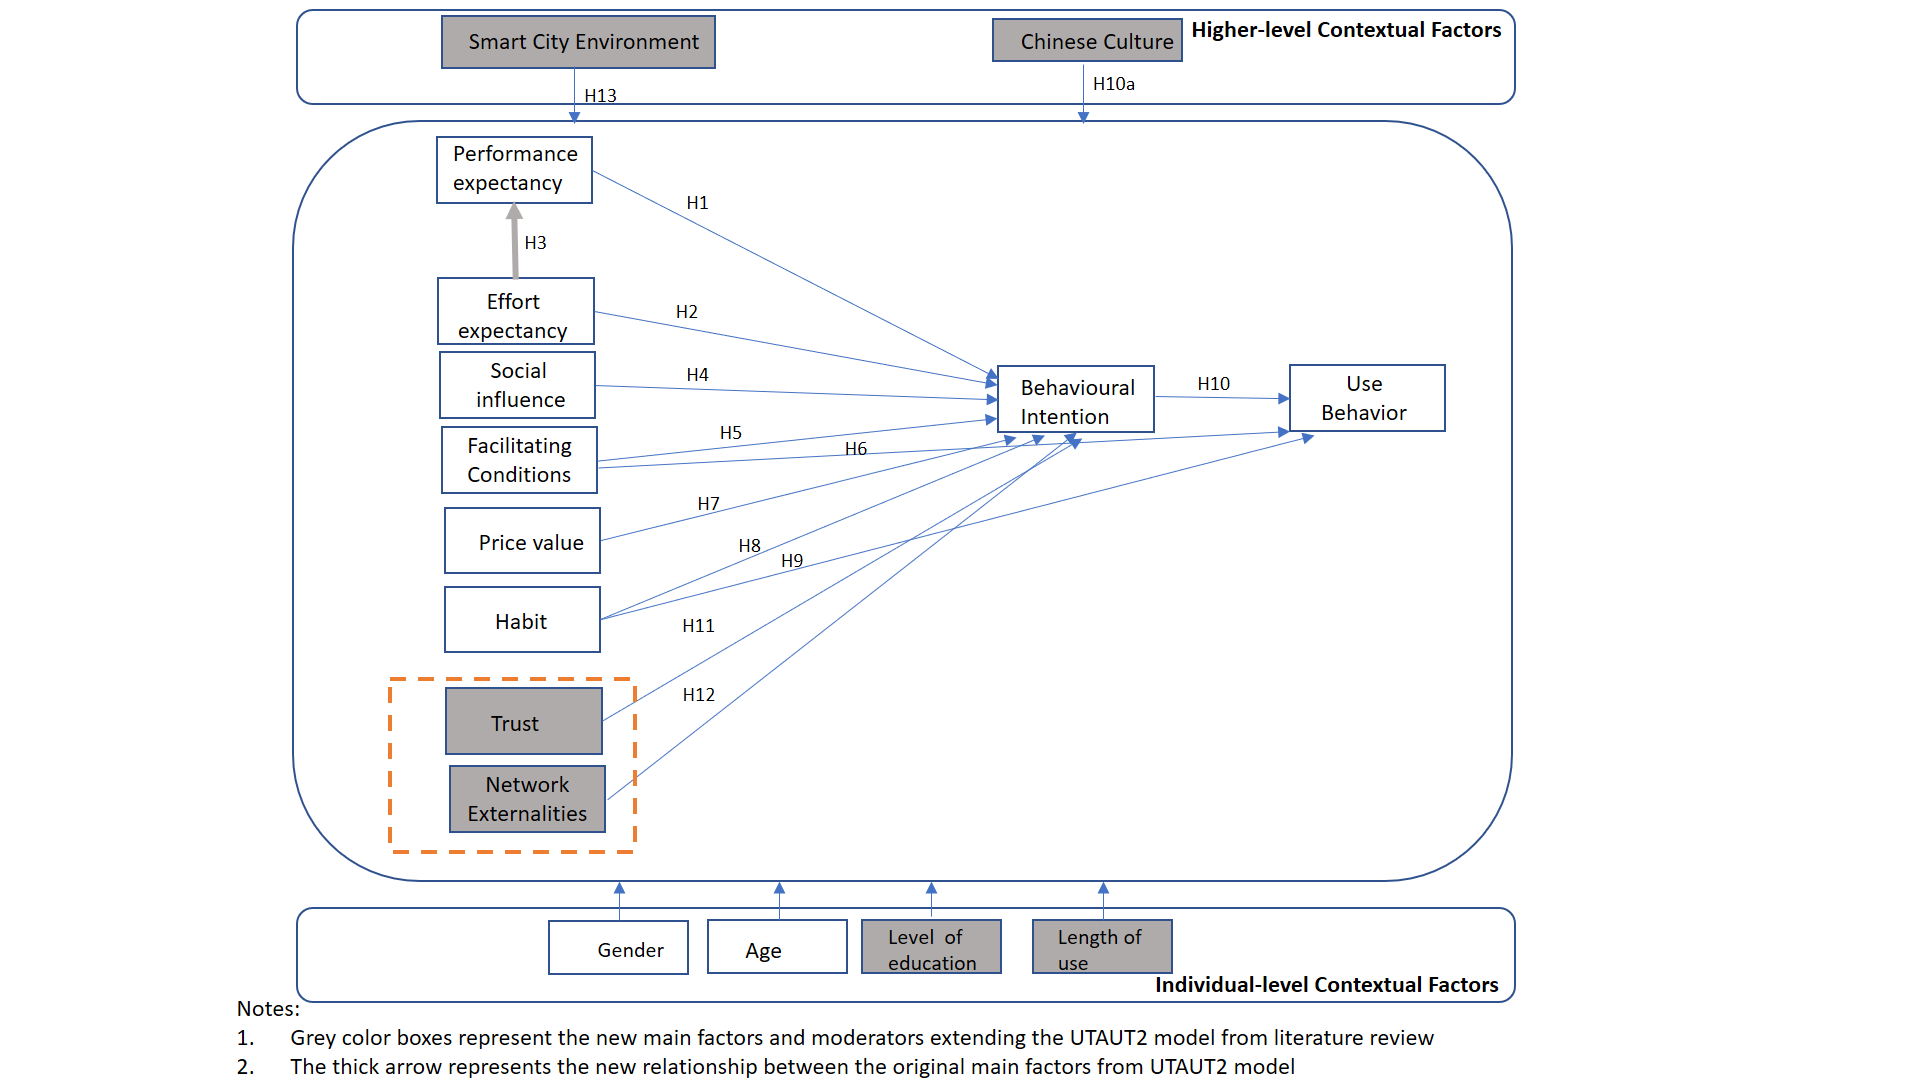 Smart City Environment
Chinese Culture
Higher-level Contextual Factors
H13
H10a
Performance
expectancy
H1
H3
Effort
expectancy
H2
Social
influence
H4
Behavioural
Intention
H10
Use
Behavior
Facilitating
Conditions
H5
H6
H7
Price value
H8
H9
Habit
H11
H12
Trust
Network
Externalities
Gender
Age
Level of
education
Length of
use
Individual-level Contextual Factors
Notes:
1. Grey color boxes represent the new main factors and moderators extending the UTAUT2 model from literature review
2. The thick arrow represents the new relationship between the original main factors from UTAUT2 model